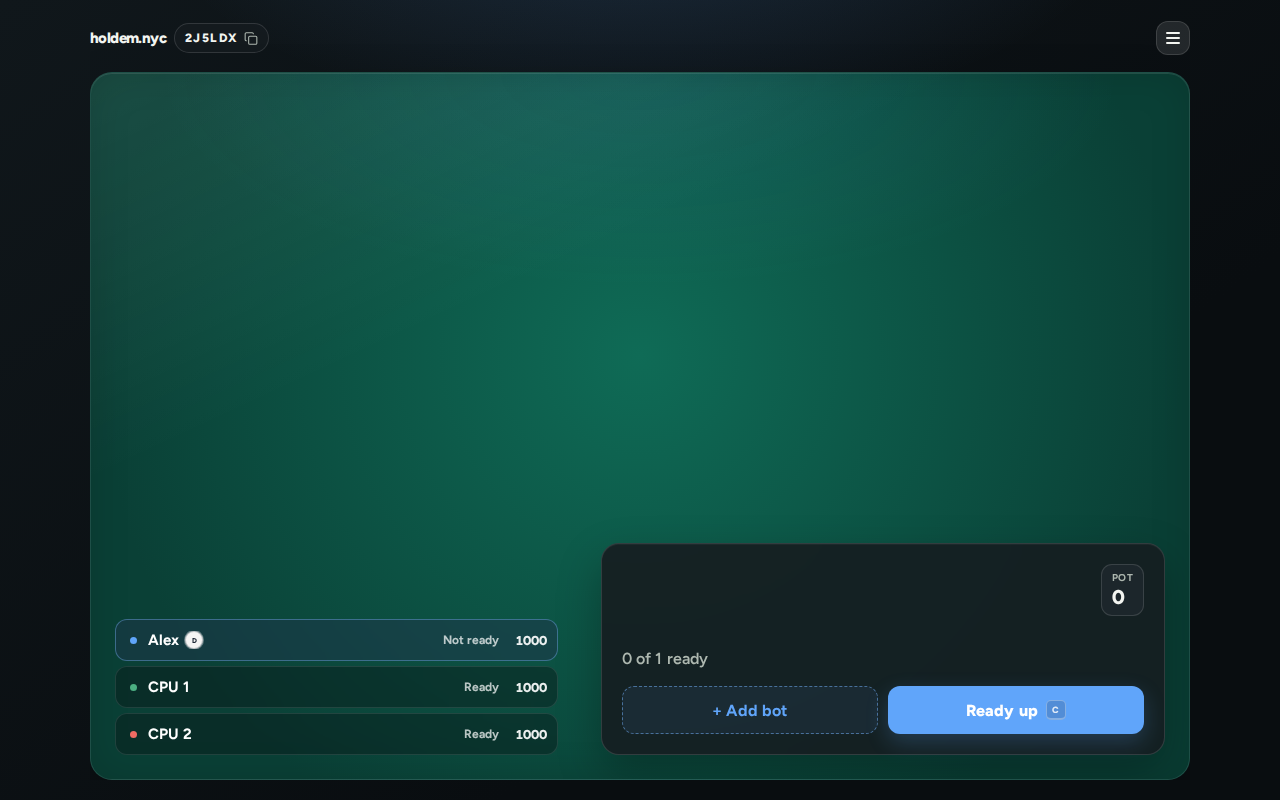 holdem.nyc 2J5LDX
POT
0
Alex D Not ready 1000
0 of 1 ready
CPU 1 Ready 1000
+ Add bot Ready up C
CPU 2 Ready 1000